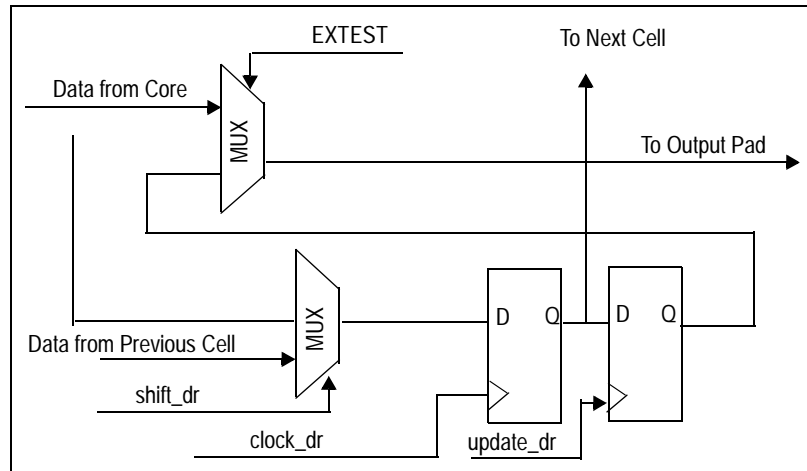 EXTEST
To Next Cell
Data from Core
MUX
To Output Pad
MUX
D Q
D Q
Data from Previous Cell
shift_dr
clock_dr
update_dr